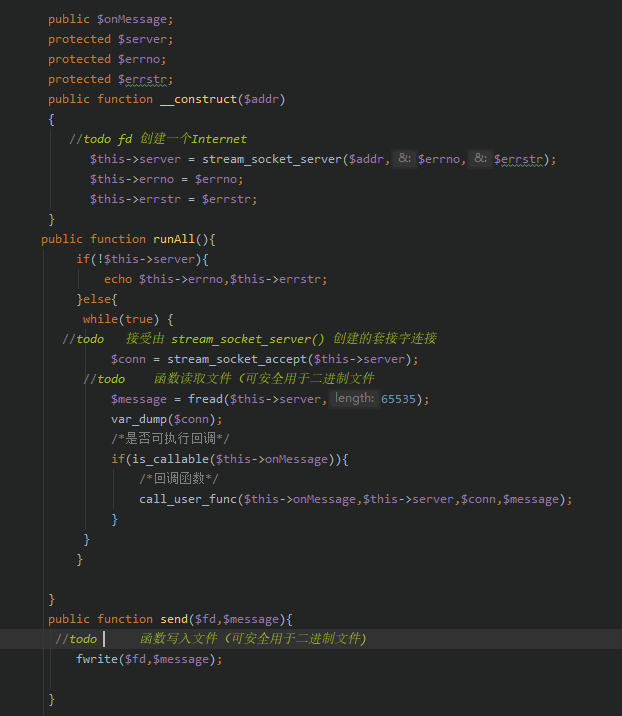 public $onMessage;
protected $server;
protected $errno;
protected $errstr;
public function __construct($addr)
{
//todo fd 创建一个Internet
$this->server = stream_socket_server($addr, &: $errno, &: $errstr);
$this->errno = $errno;
$this->errstr = $errstr;
}
public function runAll(){
if(!$this->server){
echo $this->errno,$this->errstr;
}else{
while(true) {
//todo 接受由 stream_socket_server() 创建的套接字连接
$conn = stream_socket_accept($this->server);
//todo 函数读取文件（可安全用于二进制文件
$message = fread($this->server, length: 65535);
var_dump($conn);
/*是否可执行回调*/
if(is_callable($this->onMessage)){
/*回调函数*/
call_user_func($this->onMessage,$this->server,$conn,$message);
}
}
}
}
public function send($fd,$message){
//todo 函数写入文件（可安全用于二进制文件)
fwrite($fd,$message);
}